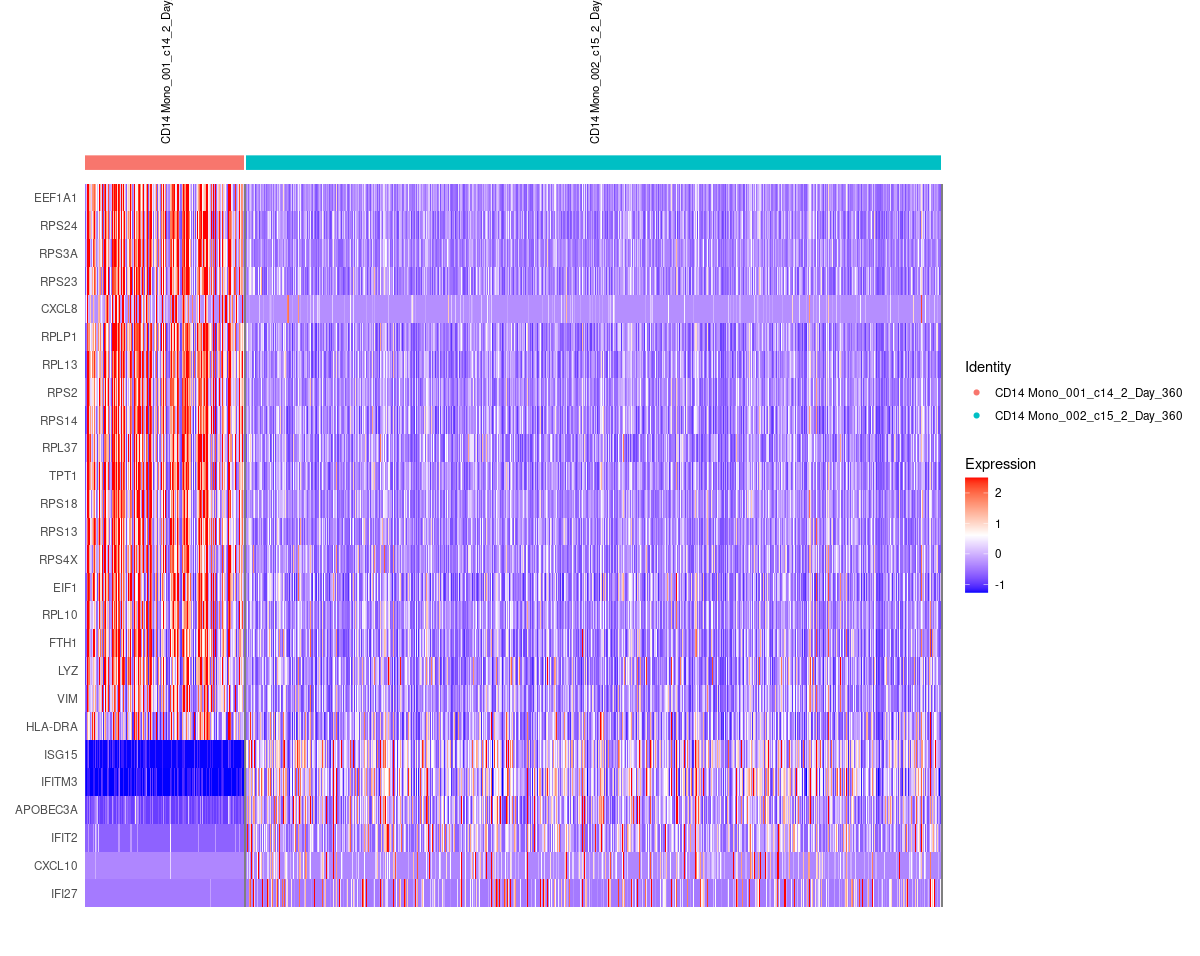 CD14 Mono_001_c14_2_Day
CD14 Mono_002_c15_2_Day
EEF1A1
RPS24
RPS3A
RPS23
CXCL8
RPLP1
RPL13
RPS2
RPS14
RPL37
TPT1
RPS18
RPS13
RPS4X
EIF1
RPL10
FTH1
LYZ
VIM
HLA-DRA
ISG15
IFITM3
APOBEC3A
IFIT2
CXCL10
IFI27
Identity
CD14 Mono_001_c14_2_Day_360
CD14 Mono_002_c15_2_Day_360
Expression
2
1
0
-1